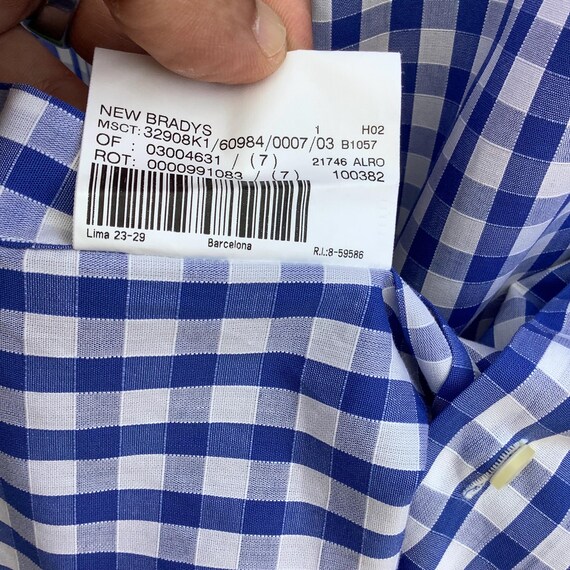 NEW BRADYS 1 H02
MSCT: 32908K1/60984/0007/03 B1057
OF : 03004631 / (7) 21746 ALRO
ROT: 0000991083 / (7) 100382
Lima 23-29 Barcelona R.I.:8-59586